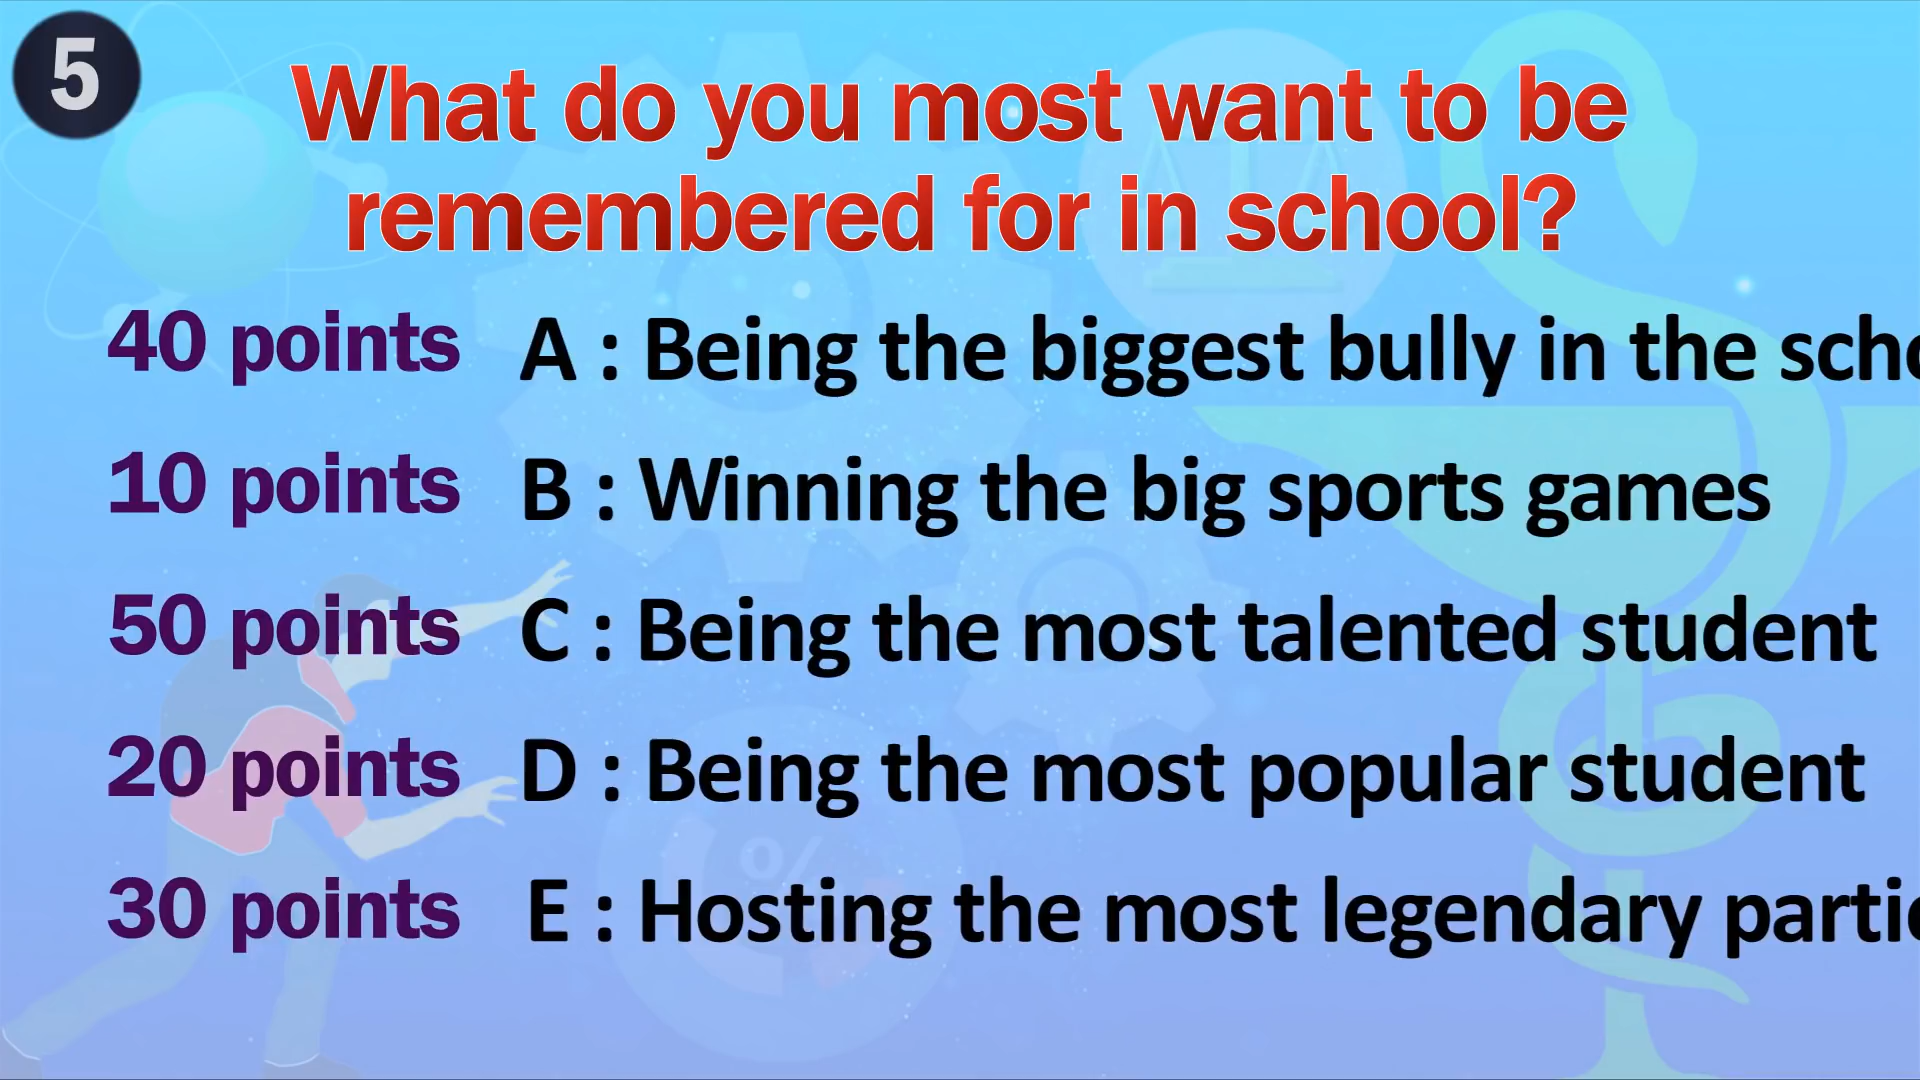 5
What do you most want to be
remembered for in school?
40 points A : Being the biggest bully in the scho
10 points B : Winning the big sports games
50 points C : Being the most talented student
20 points D : Being the most popular student
30 points E : Hosting the most legendary partie
%